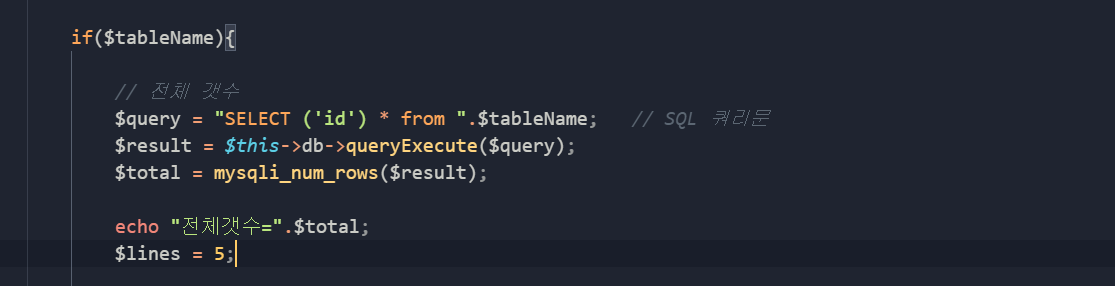 if($tableName){
// 전체 갯수
$query = "SELECT ('id') * from ".$tableName;   // SQL 쿼리문
$result = $this->db->queryExecute($query);
$total = mysqli_num_rows($result);
echo "전체갯수=".$total;
$lines = 5;